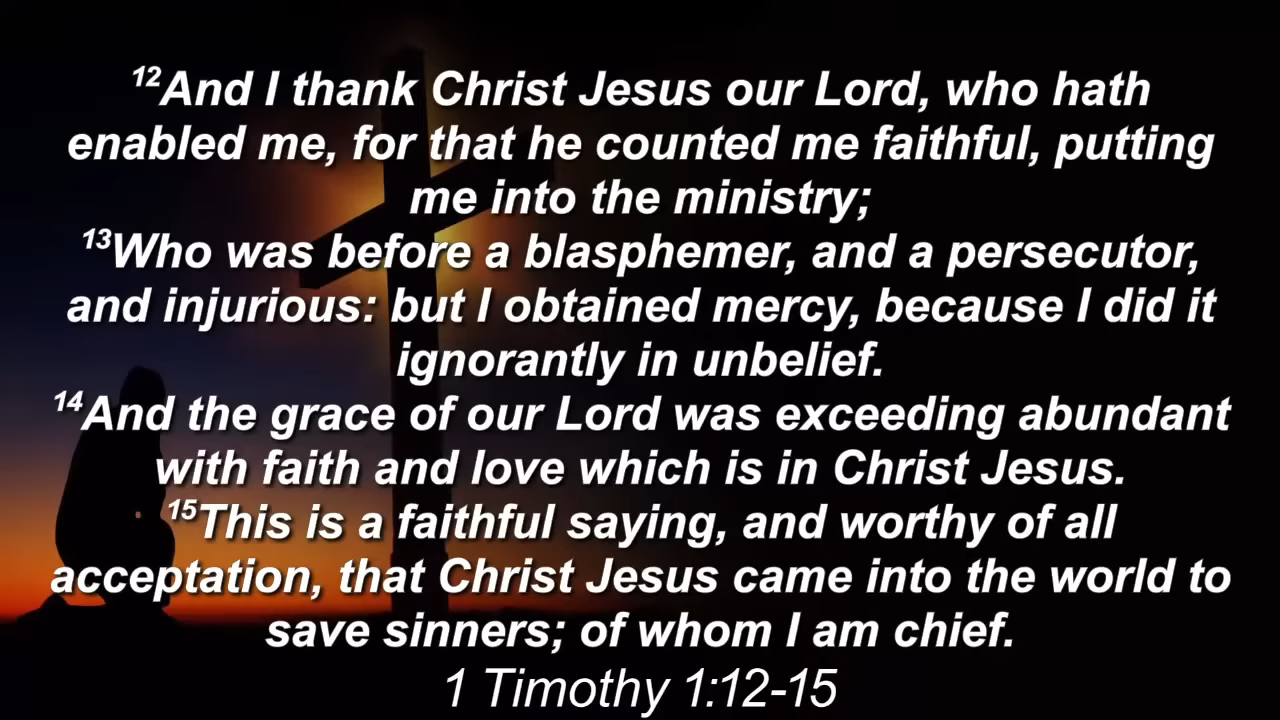 ¹²And I thank Christ Jesus our Lord, who hath
enabled me, for that he counted me faithful, putting
me into the ministry;
¹³Who was before a blasphemer, and a persecutor,
and injurious: but I obtained mercy, because I did it
ignorantly in unbelief.
¹⁴And the grace of our Lord was exceeding abundant
with faith and love which is in Christ Jesus.
¹⁵This is a faithful saying, and worthy of all
acceptation, that Christ Jesus came into the world to
save sinners; of whom I am chief.
1 Timothy 1:12-15